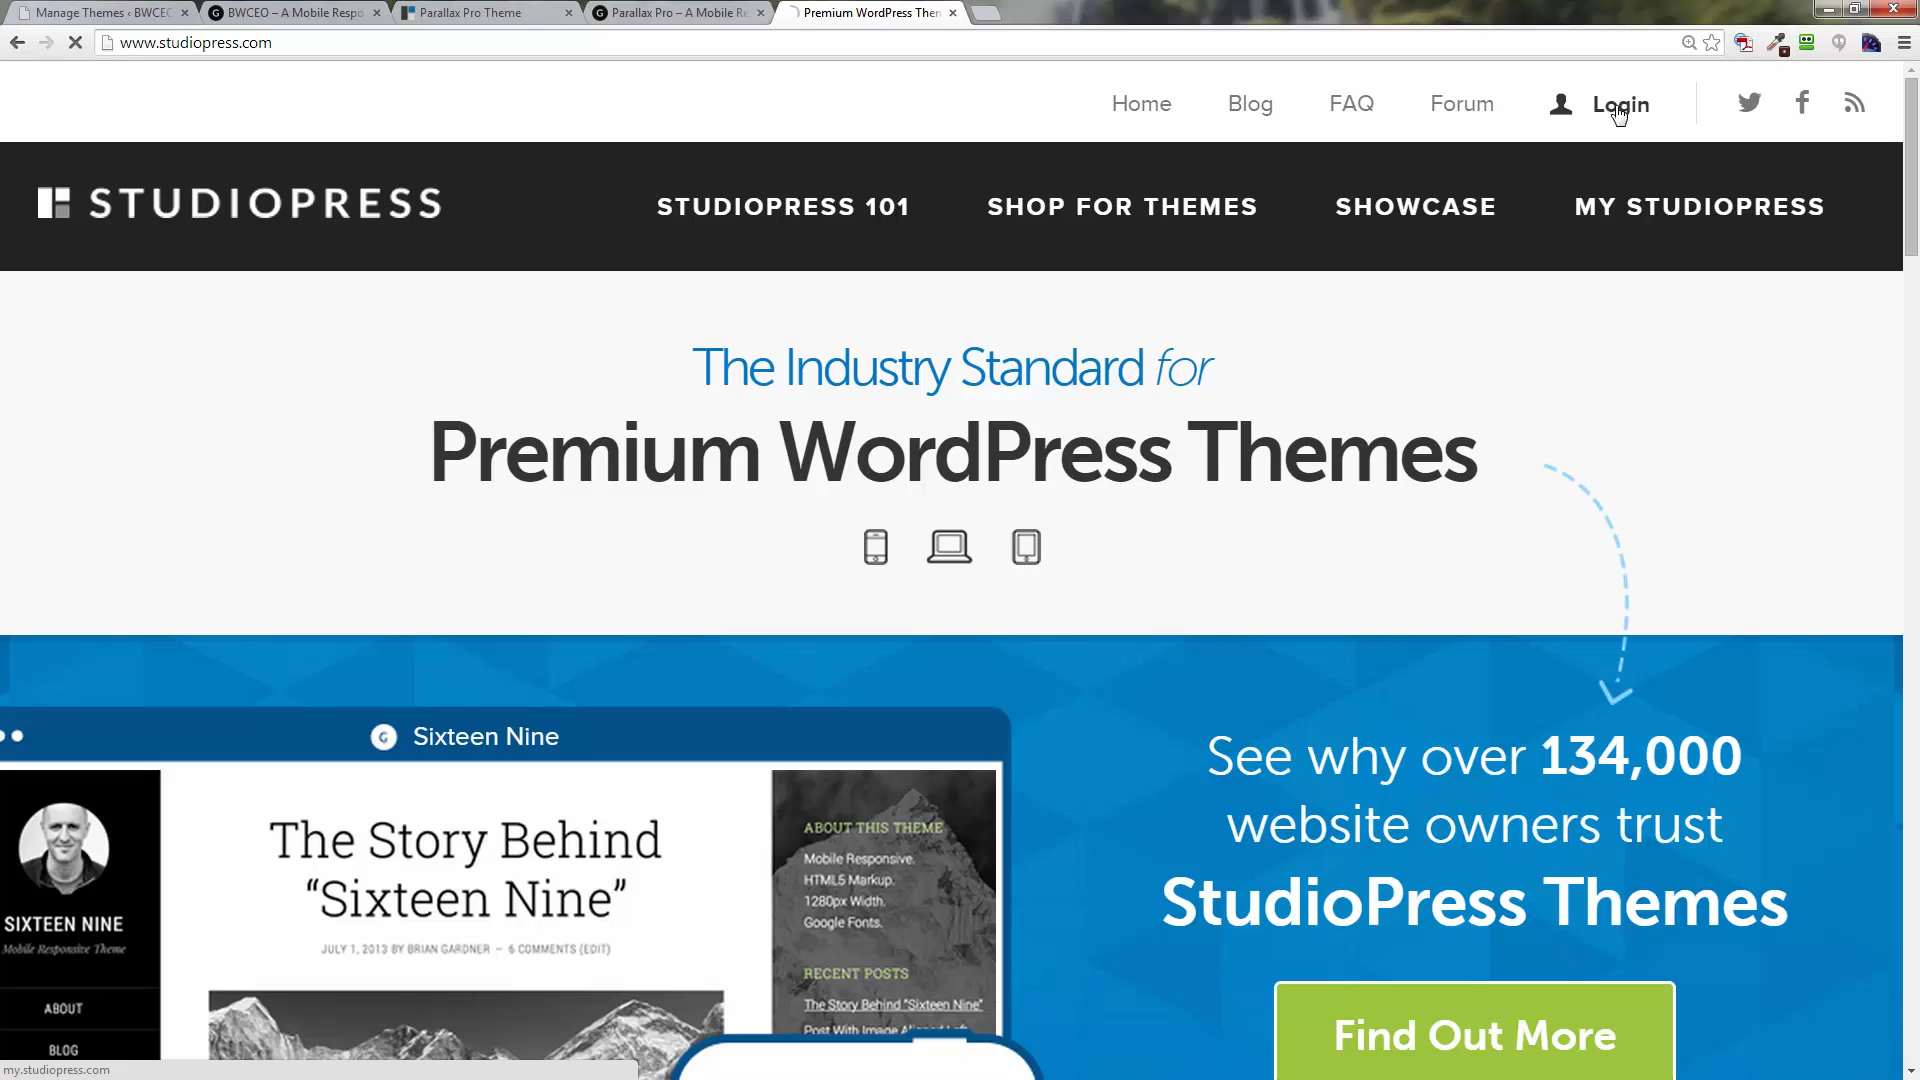 Manage Themes ‹ BWCEO
BWCEO – A Mobile Respo
Parallax Pro Theme
Parallax Pro – A Mobile Re
Premium WordPress Them
www.studiopress.com
Home
Blog
FAQ
Forum
Login
STUDIOPRESS
STUDIOPRESS 101
SHOP FOR THEMES
SHOWCASE
MY STUDIOPRESS
The Industry Standard for
Premium WordPress Themes
Sixteen Nine
See why over 134,000
website owners trust
StudioPress Themes
Find Out More
SIXTEEN NINE
Mobile Responsive Theme
ABOUT
BLOG
The Story Behind
“Sixteen Nine”
JULY 1, 2013 BY BRIAN GARDNER — 6 COMMENTS (EDIT)
ABOUT THIS THEME
Mobile Responsive.
HTML5 Markup.
1280px Width.
Google Fonts.
RECENT POSTS
The Story Behind "Sixteen Nine"
Post With Image Aligned Left
my.studiopress.com